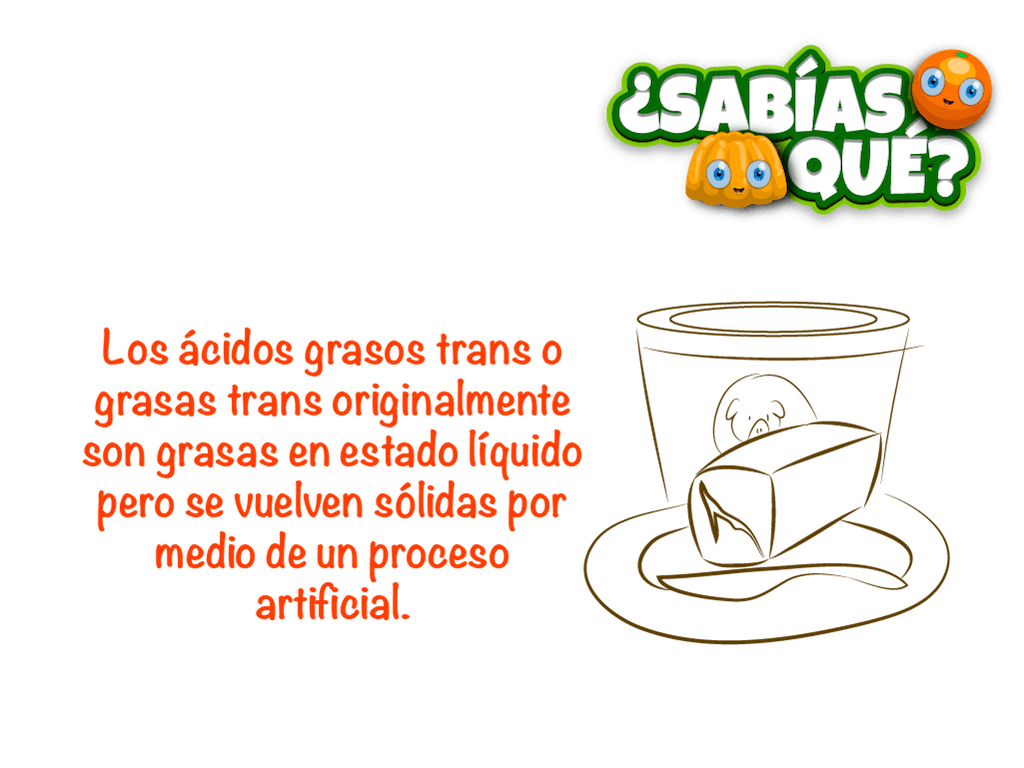 ¿SABÍAS
QUÉ?
Los ácidos grasos trans o
grasas trans originalmente
son grasas en estado líquido
pero se vuelven sólidas por
medio de un proceso
artificial.